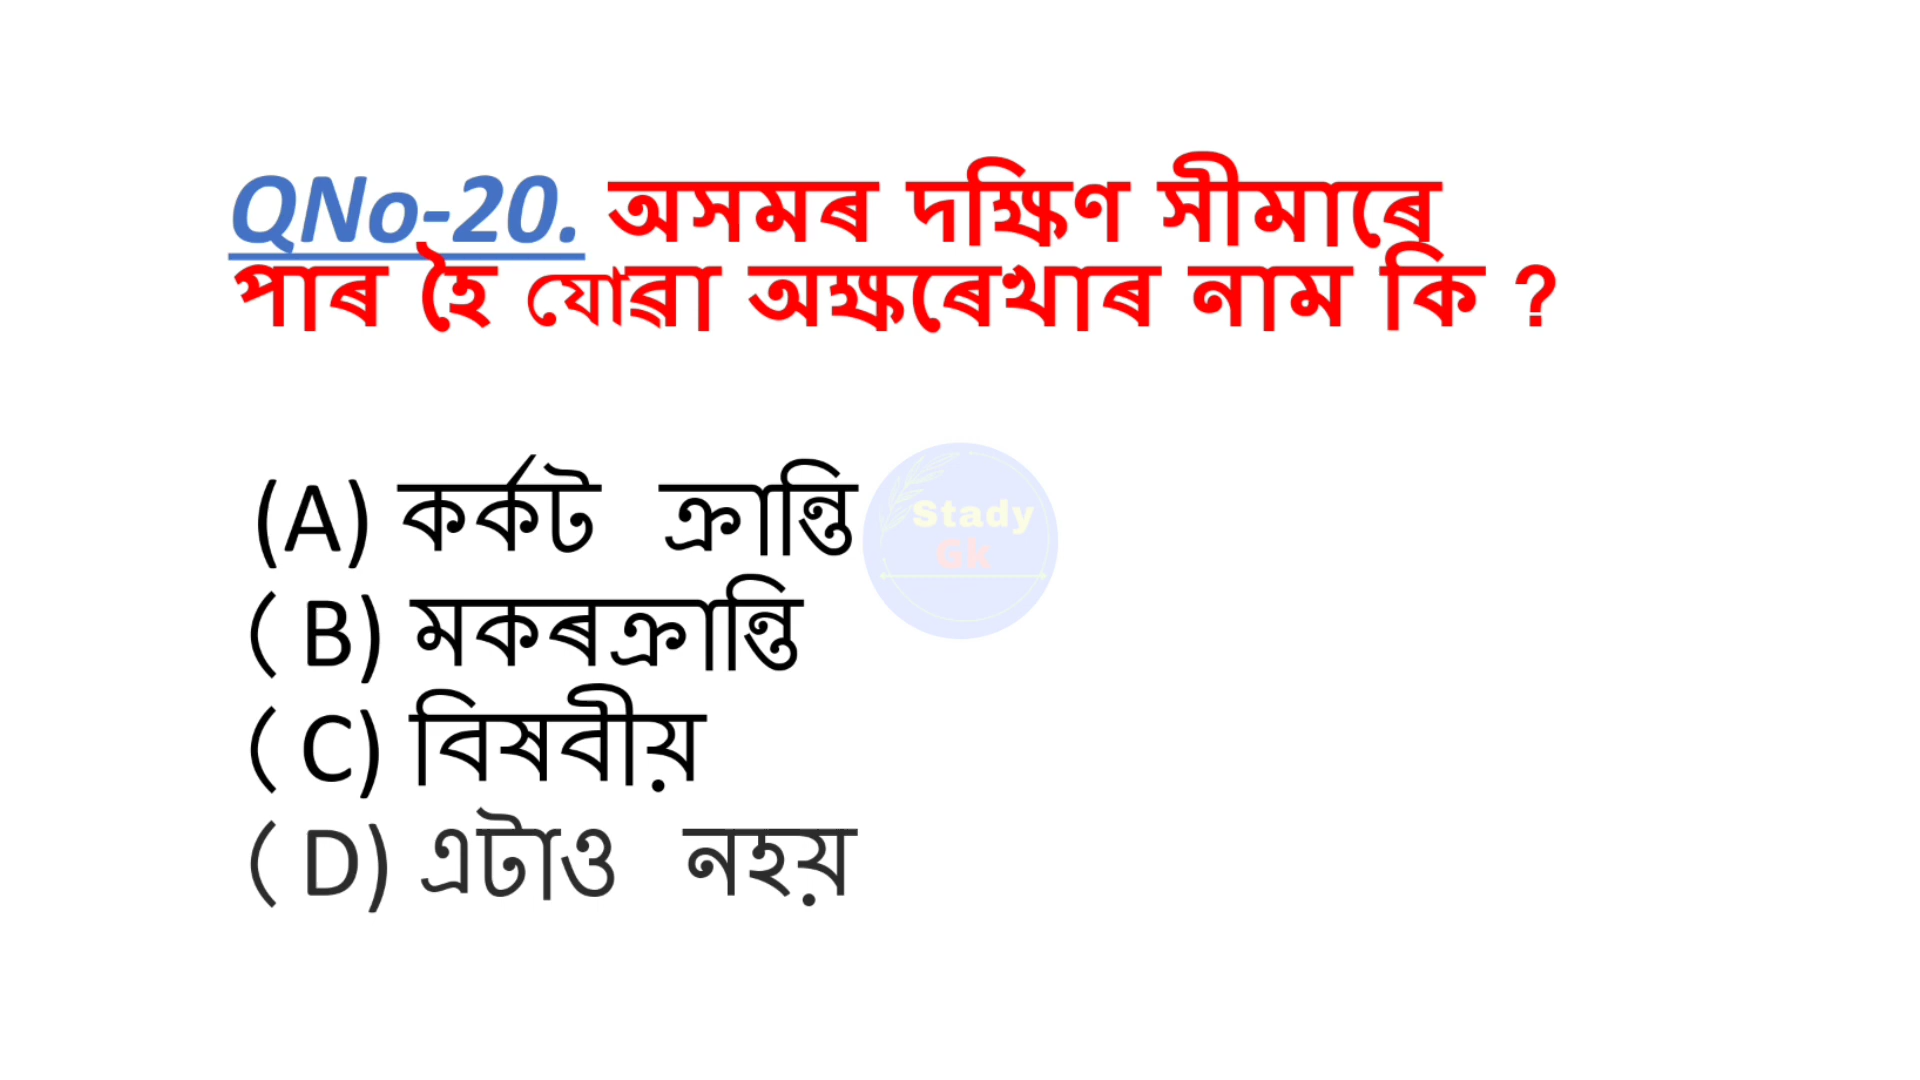 QNo-20. অসমৰ দক্ষিণ সীমাৰে
পাৰ হৈ যোৱা অক্ষৰেখাৰ নাম কি ?
(A) কৰ্কট ক্ৰান্তি
( B) মকৰক্ৰান্তি
( C) বিষবীয়
( D) এটাও নহয়
Stady
Gk